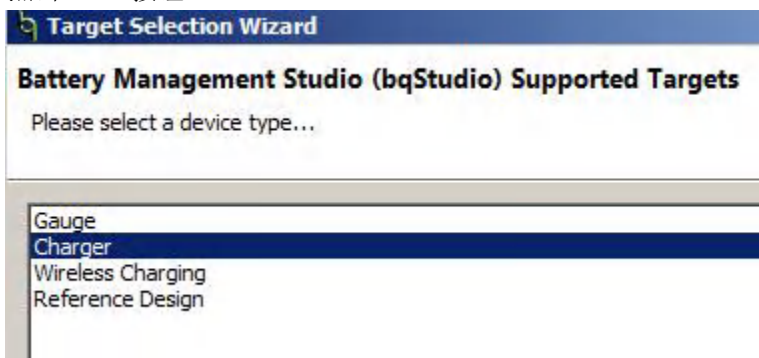 Target Selection Wizard
Battery Management Studio (bqStudio) Supported Targets
Please select a device type...
Gauge
Charger
Wireless Charging
Reference Design